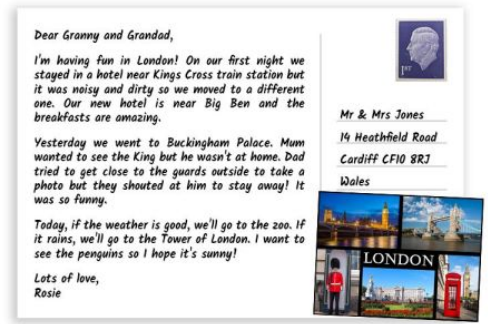 Dear Granny and Grandad,
I'm having fun in London! On our first night we
stayed in a hotel near Kings Cross train station but
it was noisy and dirty so we moved to a different
one. Our new hotel is near Big Ben and the
breakfasts are amazing.
Yesterday we went to Buckingham Palace. Mum
wanted to see the King but he wasn't at home. Dad
tried to get close to the guards outside to take a
photo but they shouted at him to stay away! It
was so funny.
Today, if the weather is good, we'll go to the zoo. If
it rains, we'll go to the Tower of London. I want to
see the penguins so I hope it's sunny!
Lots of love,
Rosie
1ST
Mr & Mrs Jones
14 Heathfield Road
Cardiff CF10 8RJ
Wales
LONDON